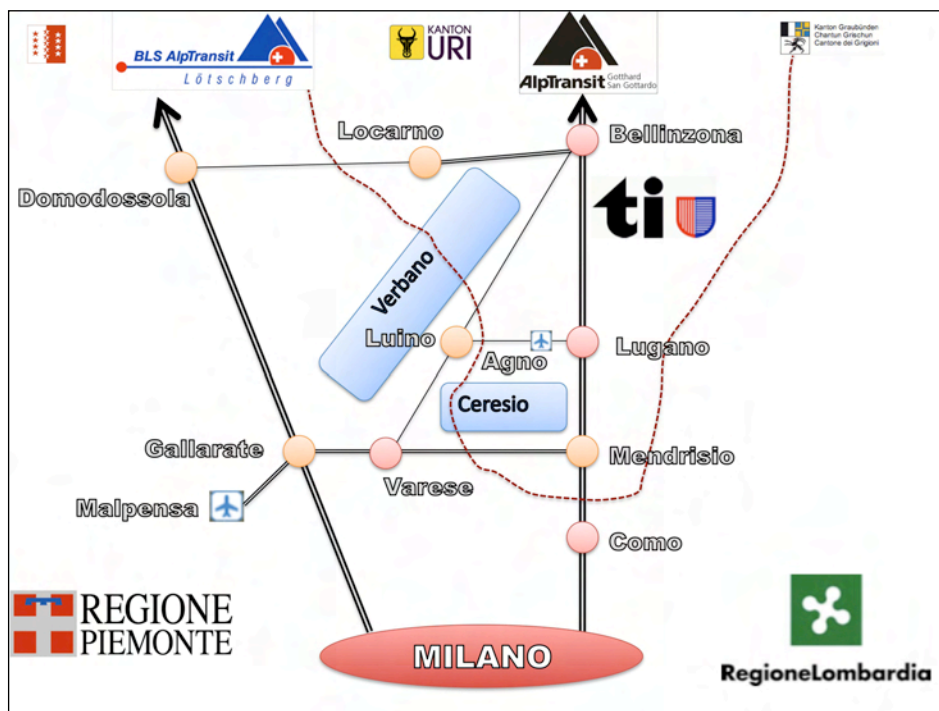 BLS AlpTransit
Lötschberg
KANTON
URI
AlpTransit
Gotthard
San Gottardo
Kanton Graubünden
Chantun Grischun
Cantone dei Grigioni
Locarno
Bellinzona
Domodossola
ti
Verbano
Luino
Agno
Lugano
Ceresio
Gallarate
Varese
Mendrisio
Malpensa
Como
REGIONE
PIEMONTE
MILANO
RegioneLombardia